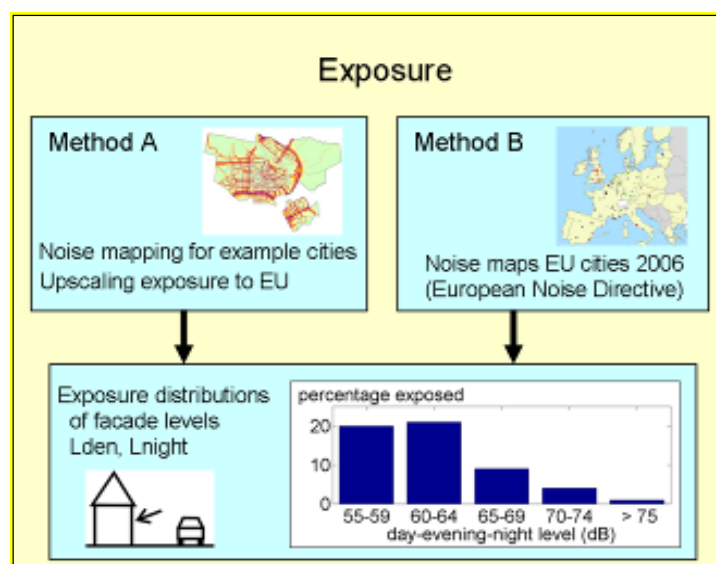 Exposure
Method A
Noise mapping for example cities
Upscaling exposure to EU
Method B
Noise maps EU cities 2006
(European Noise Directive)
Exposure distributions
of facade levels
Lden, Lnight
percentage exposed
20
10
0
55-59 60-64 65-69 70-74 > 75
day-evening-night level (dB)